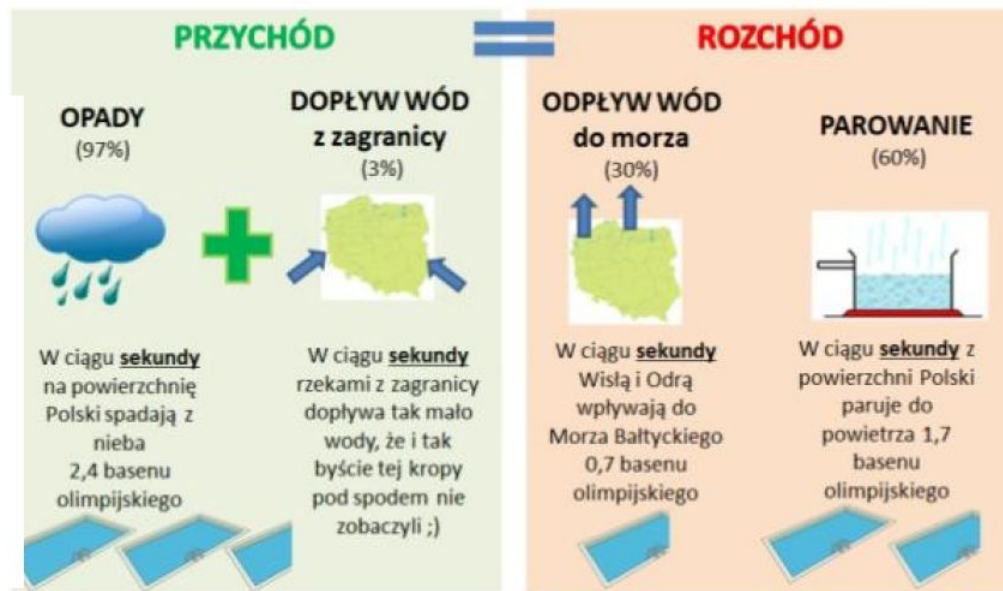 PRZYCHÓD
OPADY
(97%)
DOPŁYW WÓD
z zagranicy
(3%)
W ciągu sekundy
na powierzchnię
Polski spadają z
nieba
2,4 basenu
olimpijskiego
W ciągu sekundy
rzekami z zagranicy
dopływa tak mało
wody, że i tak
byście tej kropy
pod spodem nie
zobaczyli ;)
ROZCHÓD
ODPŁYW WÓD
do morza
(30%)
PAROWANIE
(60%)
W ciągu sekundy
Wisłą i Odrą
wpływają do
Morza Bałtyckiego
0,7 basenu
olimpijskiego
W ciągu sekundy z
powierzchni Polski
paruje do
powietrza 1,7
basenu
olimpijskiego